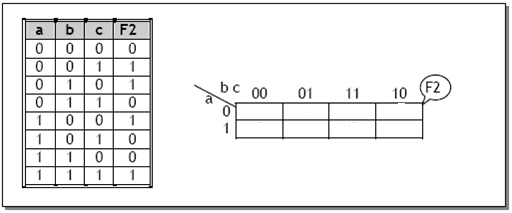 a b c F2
0 0 0 0
0 0 1 1
0 1 0 1
0 1 1 0
1 0 0 1
1 0 1 0
1 1 0 0
1 1 1 1
b c 00 01 11 10 F2
a
0
1